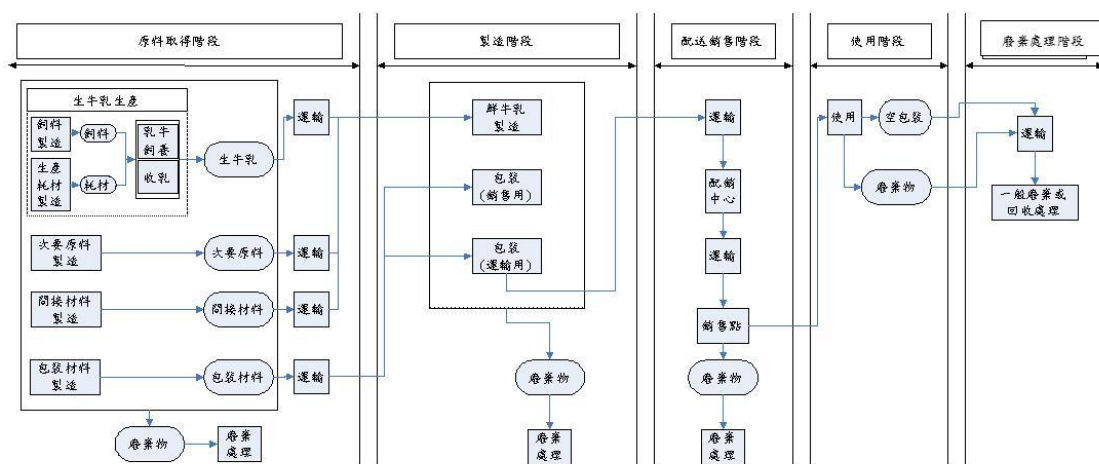 原料取得階段
製造階段
配送銷售階段
使用階段
廢棄處理階段
生牛乳生產
飼料
製造
飼料
乳牛
飼養
收乳
生產
耗材
製造
耗材
生牛乳
運輸
次要原料
製造
次要原料
運輸
間接材料
製造
間接材料
運輸
包裝材料
製造
包裝材料
運輸
廢棄物
廢棄
處理
鮮牛乳
製造
包裝
(銷售用)
包裝
(運輸用)
廢棄物
廢棄
處理
運輸
配銷
中心
運輸
銷售點
廢棄物
廢棄
處理
使用
空包裝
廢棄物
運輸
一般廢棄或
回收處理